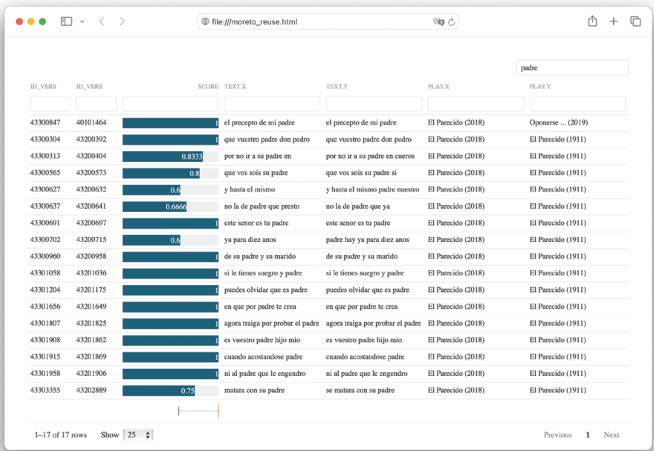 file:///moreto_reuse.html
padre
ID_VERS ID_VERS SCORE TEXT.X TEXT.Y PLAY.X PLAY.Y
43300847 40101464 1 el precepto de mi padre el precepto de mi padre El Parecido (2018) Oponerse ... (2019)
43300304 43200392 1 que vuestro padre don pedro que vuestro padre don pedro El Parecido (2018) El Parecido (1911)
43300313 43200404 0.8333 por no ir a su padre en por no ir a su padre en cueros El Parecido (2018) El Parecido (1911)
43300565 43200573 0.8 que vos sois su padre que vos sois su padre si El Parecido (2018) El Parecido (1911)
43300627 43200632 0.6 y hasta el mismo y hasta el mismo padre nuestro El Parecido (2018) El Parecido (1911)
43300637 43200641 0.6666 no la de padre que presto no la de padre que ya El Parecido (2018) El Parecido (1911)
43300691 43200697 1 este senor es tu padre este senor es tu padre El Parecido (2018) El Parecido (1911)
43300702 43200715 0.6 ya para diez anos padre hay ya para diez anos El Parecido (2018) El Parecido (1911)
43300960 43200958 1 de su padre y su marido de su padre y su marido El Parecido (2018) El Parecido (1911)
43301058 43201036 1 si le tienes suegro y padre si le tienes suegro y padre El Parecido (2018) El Parecido (1911)
43301204 43201175 1 puedes olvidar que es padre puedes olvidar que es padre El Parecido (2018) El Parecido (1911)
43301656 43201649 1 en que por padre te crea en que por padre te crea El Parecido (2018) El Parecido (1911)
43301807 43201825 1 agora traiga por probar el padre agora traiga por probar el padre El Parecido (2018) El Parecido (1911)
43301908 43201862 1 es vuestro padre hijo mio es vuestro padre hijo mio El Parecido (2018) El Parecido (1911)
43301915 43201869 1 cuando acostandose padre cuando acostandose padre El Parecido (2018) El Parecido (1911)
43301958 43201906 1 ni al padre que le engendro ni al padre que le engendro El Parecido (2018) El Parecido (1911)
43303355 43202889 0.75 matara con su padre se matara con su padre El Parecido (2018) El Parecido (1911)
1–17 of 17 rows Show 25 Previous 1 Next